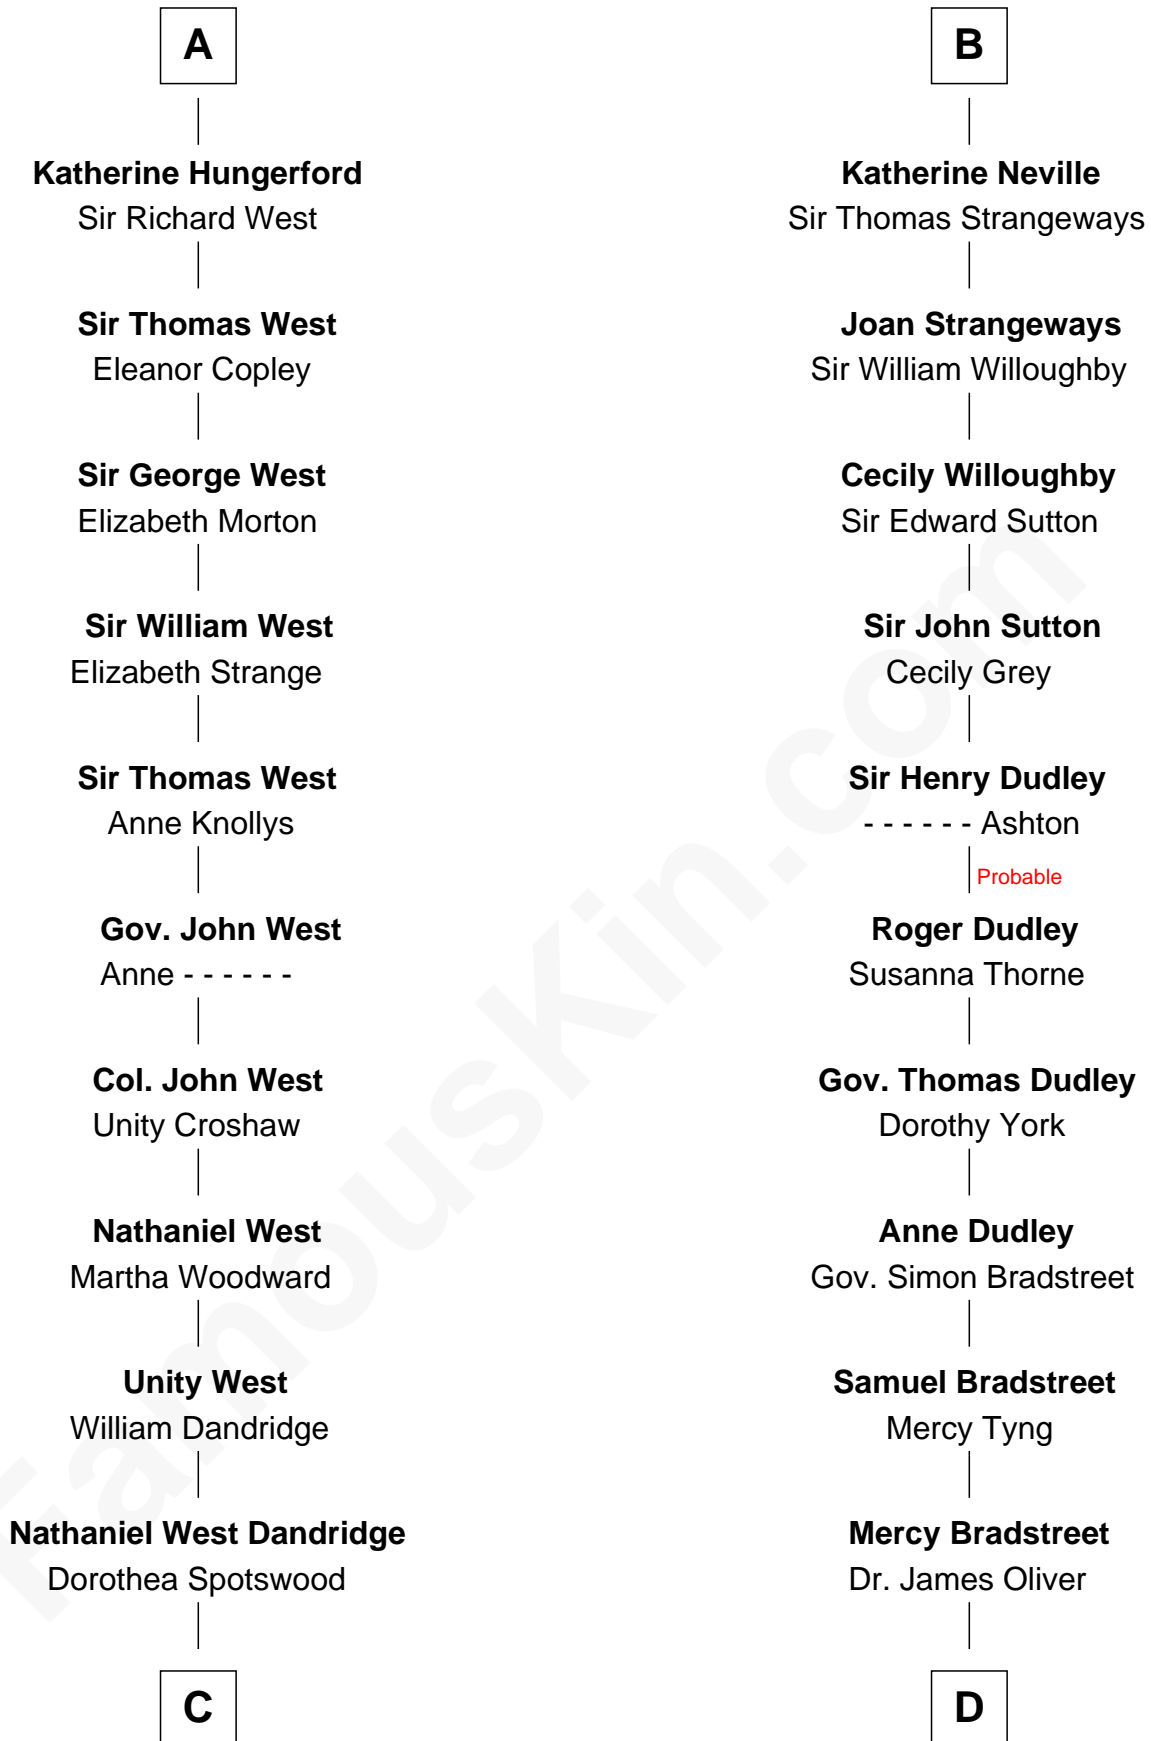 A
Katherine Hungerford
Sir Richard West
Sir Thomas West
Eleanor Copley
Sir George West
Elizabeth Morton
Sir William West
Elizabeth Strange
Sir Thomas West
Anne Knollys
Gov. John West
Anne - - - - - -
Col. John West
Unity Croshaw
Nathaniel West
Martha Woodward
Unity West
William Dandridge
Nathaniel West Dandridge
Dorothea Spotswood
C
B
Katherine Neville
Sir Thomas Strangeways
Joan Strangeways
Sir William Willoughby
Cecily Willoughby
Sir Edward Sutton
Sir John Sutton
Cecily Grey
Sir Henry Dudley
- - - - - - Ashton
Probable
Roger Dudley
Susanna Thorne
Gov. Thomas Dudley
Dorothy York
Anne Dudley
Gov. Simon Bradstreet
Samuel Bradstreet
Mercy Tyng
Mercy Bradstreet
Dr. James Oliver
D
FamousKin.com